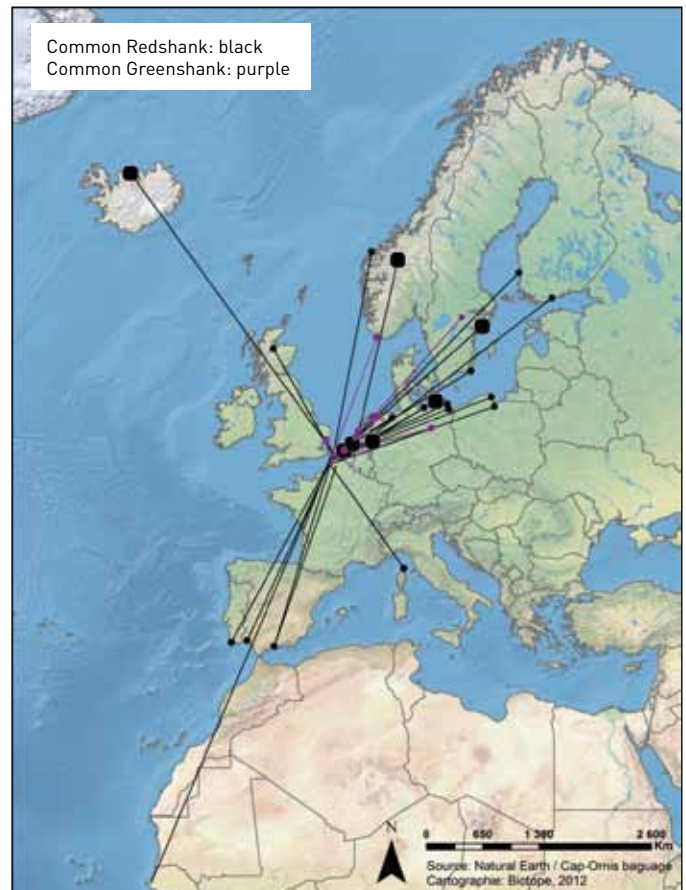 Common Redshank: black
Common Greenshank: purple
N
0 650 1 300 2 600
Km
Source: Natural Earth / Cap-Ornis baguage
Cartographie: Biotope, 2012